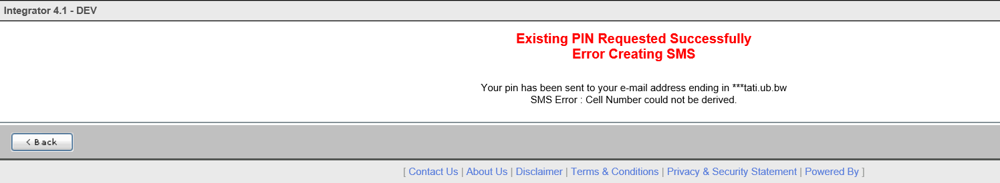 Integrator 4.1 - DEV
Existing PIN Requested Successfully
Error Creating SMS
Your pin has been sent to your e-mail address ending in ***tati.ub.bw
SMS Error : Cell Number could not be derived.
< Back
[ Contact Us | About Us | Disclaimer | Terms & Conditions | Privacy & Security Statement | Powered By ]